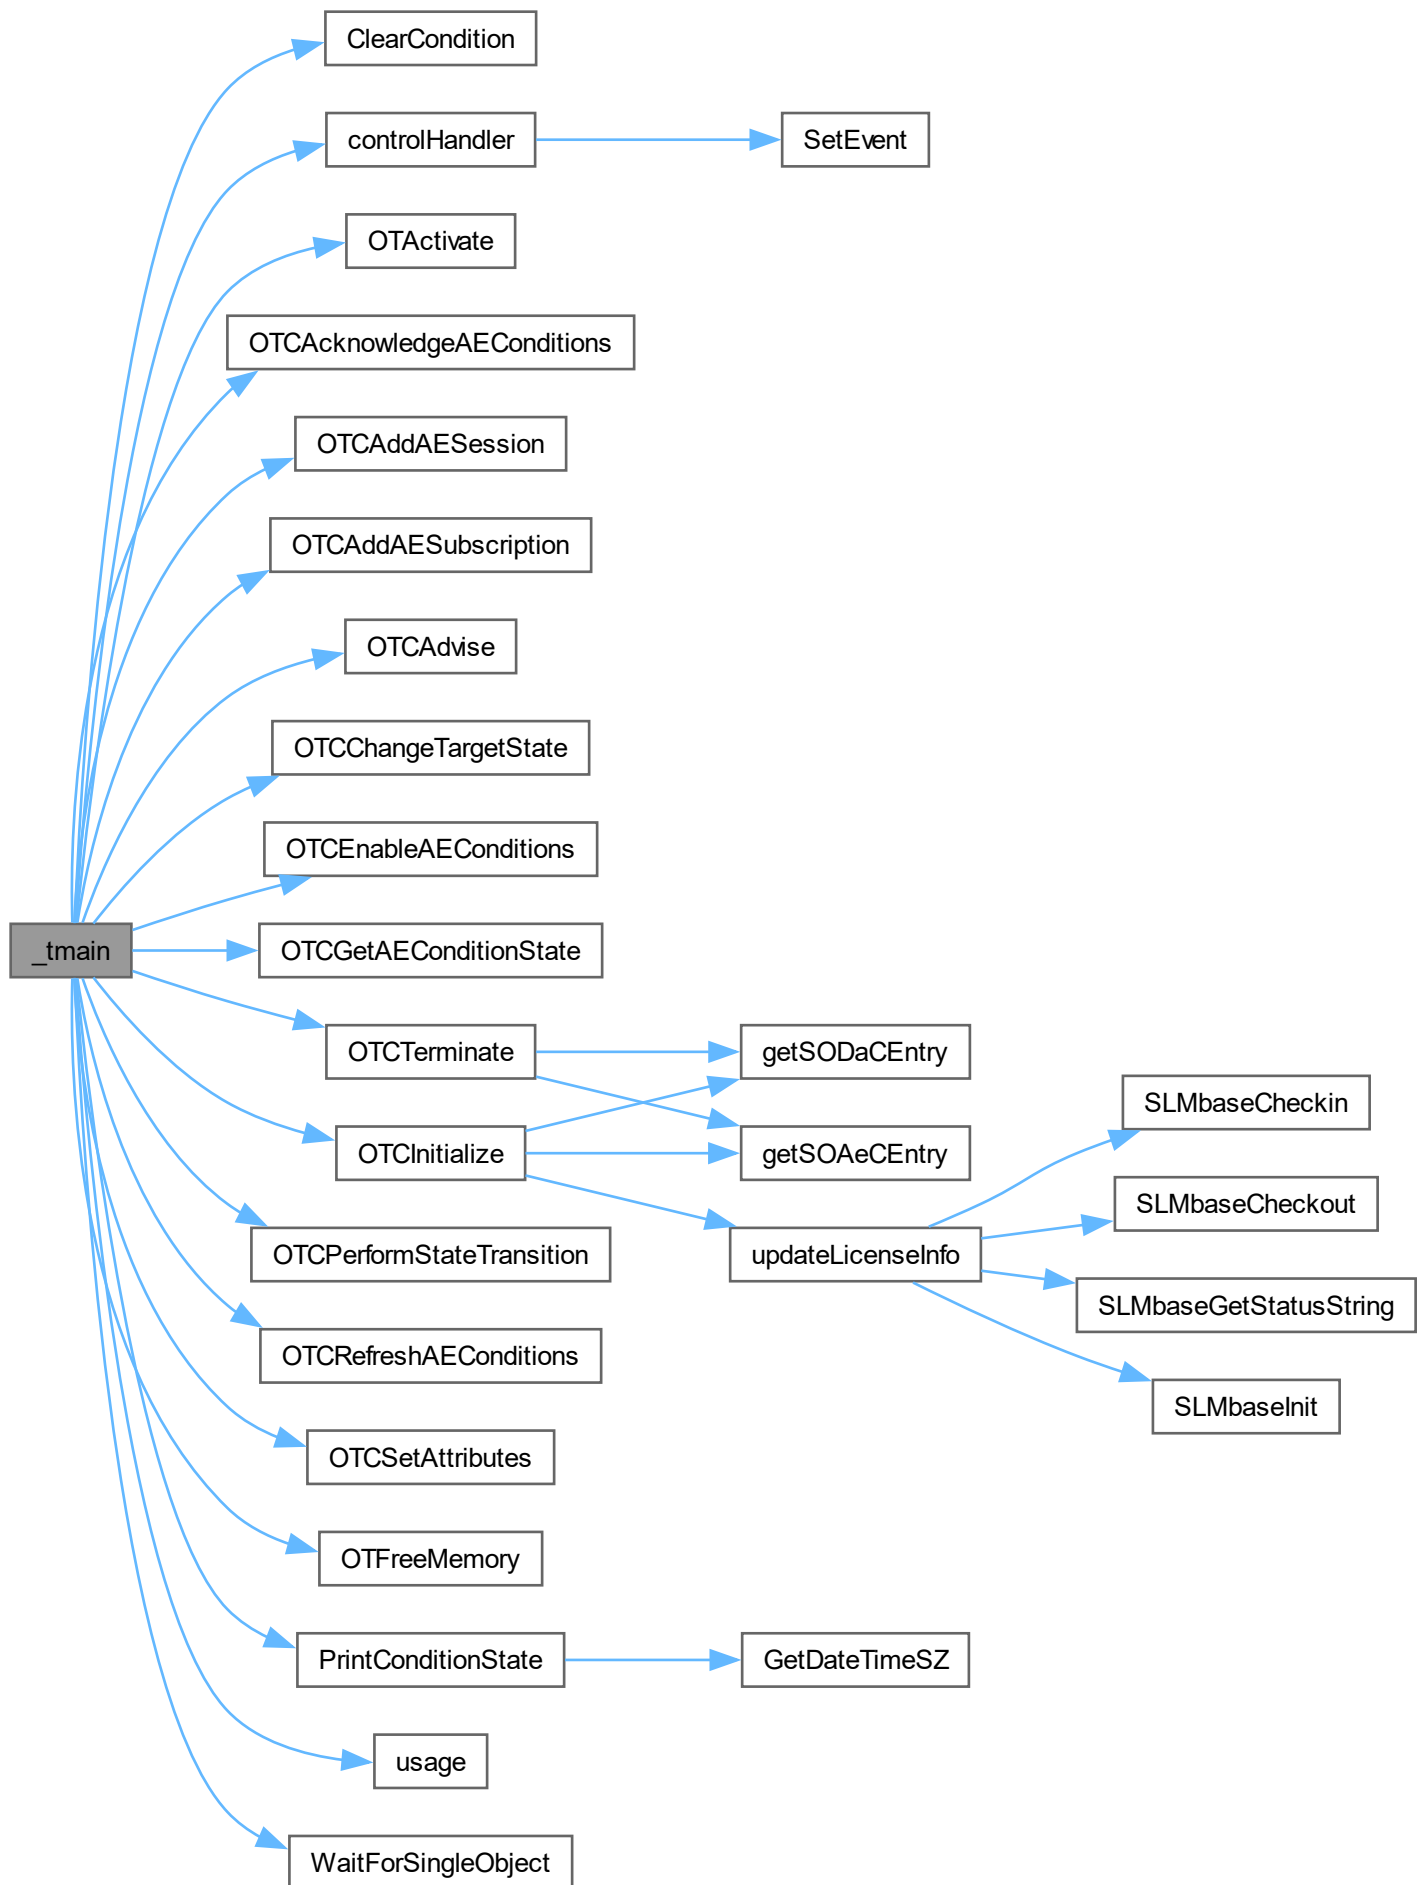 ClearCondition
controlHandler
SetEvent
OTActivate
OTCAcknowledgeAEConditions
OTCAddAESession
OTCAddAESubscription
OTCAdvise
OTCChangeTargetState
OTCEnableAEConditions
_tmain
OTCGetAEConditionState
OTCTerminate
getSODaCEntry
SLMbaseCheckin
OTCInitialize
getSOAeCEntry
SLMbaseCheckout
OTCPerformStateTransition
updateLicenseInfo
SLMbaseGetStatusString
OTCRefreshAEConditions
SLMbaseInit
OTCSetAttributes
OTFreeMemory
PrintConditionState
GetDateTimeSZ
usage
WaitForSingleObject